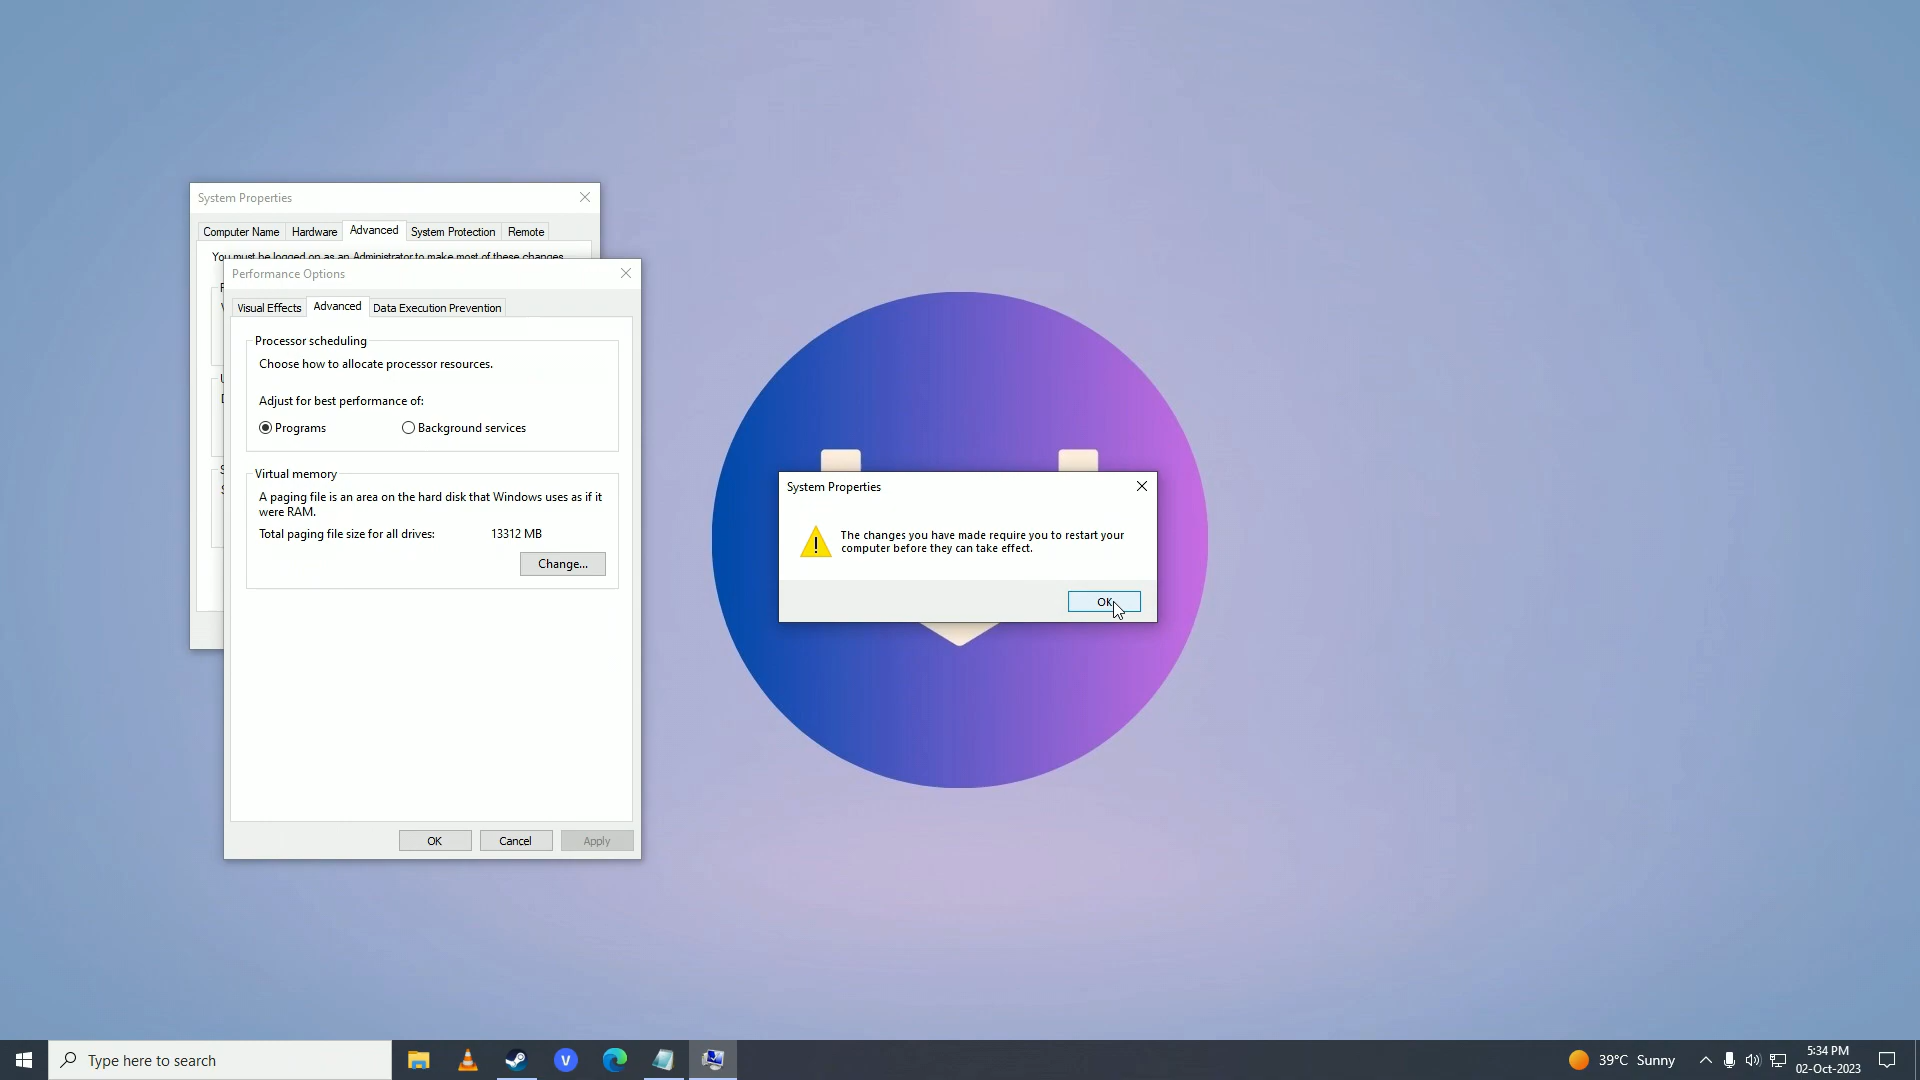 System Properties
Computer Name
Hardware
Advanced
System Protection
Remote
You must be logged on as an Administrator to make most of these changes
Performance Options
Visual Effects
Advanced
Data Execution Prevention
Processor scheduling
Choose how to allocate processor resources.
Adjust for best performance of:
Programs
Background services
Virtual memory
A paging file is an area on the hard disk that Windows uses as if it
were RAM.
Total paging file size for all drives: 13312 MB
Change...
OK
Cancel
Apply
System Properties
The changes you have made require you to restart your
computer before they can take effect.
OK
Type here to search
39°C Sunny
5:34 PM
02-Oct-2023